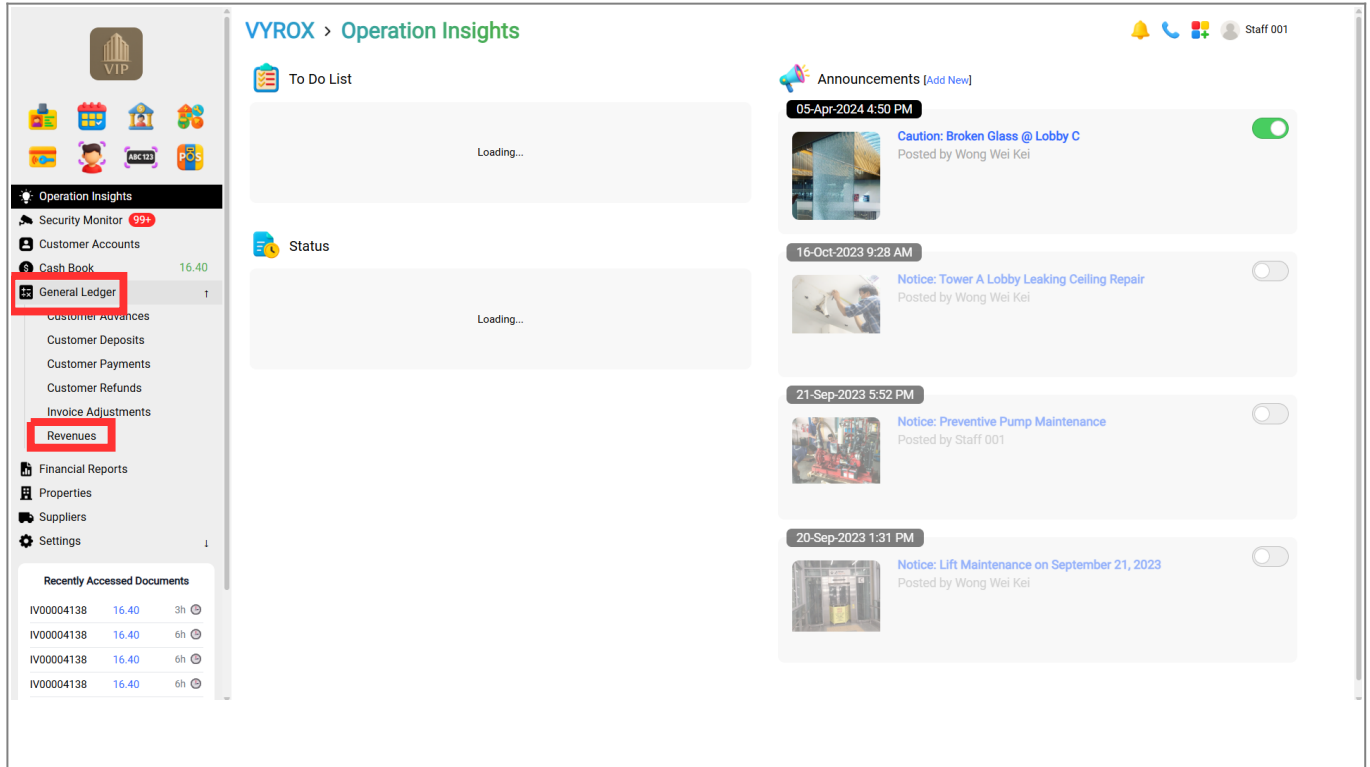 VYROX > Operation Insights
Staff 001
VIP
ABC 123
POS
Operation Insights
Security Monitor 99+
Customer Accounts
Cash Book 16.40
General Ledger ↑
Customer Advances
Customer Deposits
Customer Payments
Customer Refunds
Invoice Adjustments
Revenues
Financial Reports
Properties
Suppliers
Settings ↓
Recently Accessed Documents
IV00004138 16.40 3h
IV00004138 16.40 6h
IV00004138 16.40 6h
IV00004138 16.40 6h
To Do List
Loading...
Status
Loading...
Announcements [Add New]
05-Apr-2024 4:50 PM
Caution: Broken Glass @ Lobby C
Posted by Wong Wei Kei
16-Oct-2023 9:28 AM
Notice: Tower A Lobby Leaking Ceiling Repair
Posted by Wong Wei Kei
21-Sep-2023 5:52 PM
Notice: Preventive Pump Maintenance
Posted by Staff 001
20-Sep-2023 1:31 PM
Notice: Lift Maintenance on September 21, 2023
Posted by Wong Wei Kei